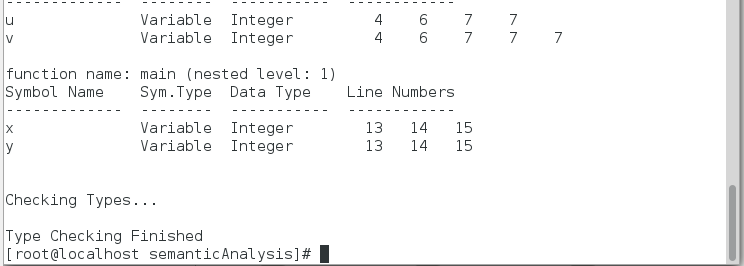 ------------- -------- ----------- ------------
u Variable Integer 4 6 7 7
v Variable Integer 4 6 7 7 7
function name: main (nested level: 1)
Symbol Name Sym.Type Data Type Line Numbers
------------- -------- ----------- ------------
x Variable Integer 13 14 15
y Variable Integer 13 14 15
Checking Types...
Type Checking Finished
[root@localhost semanticAnalysis]#